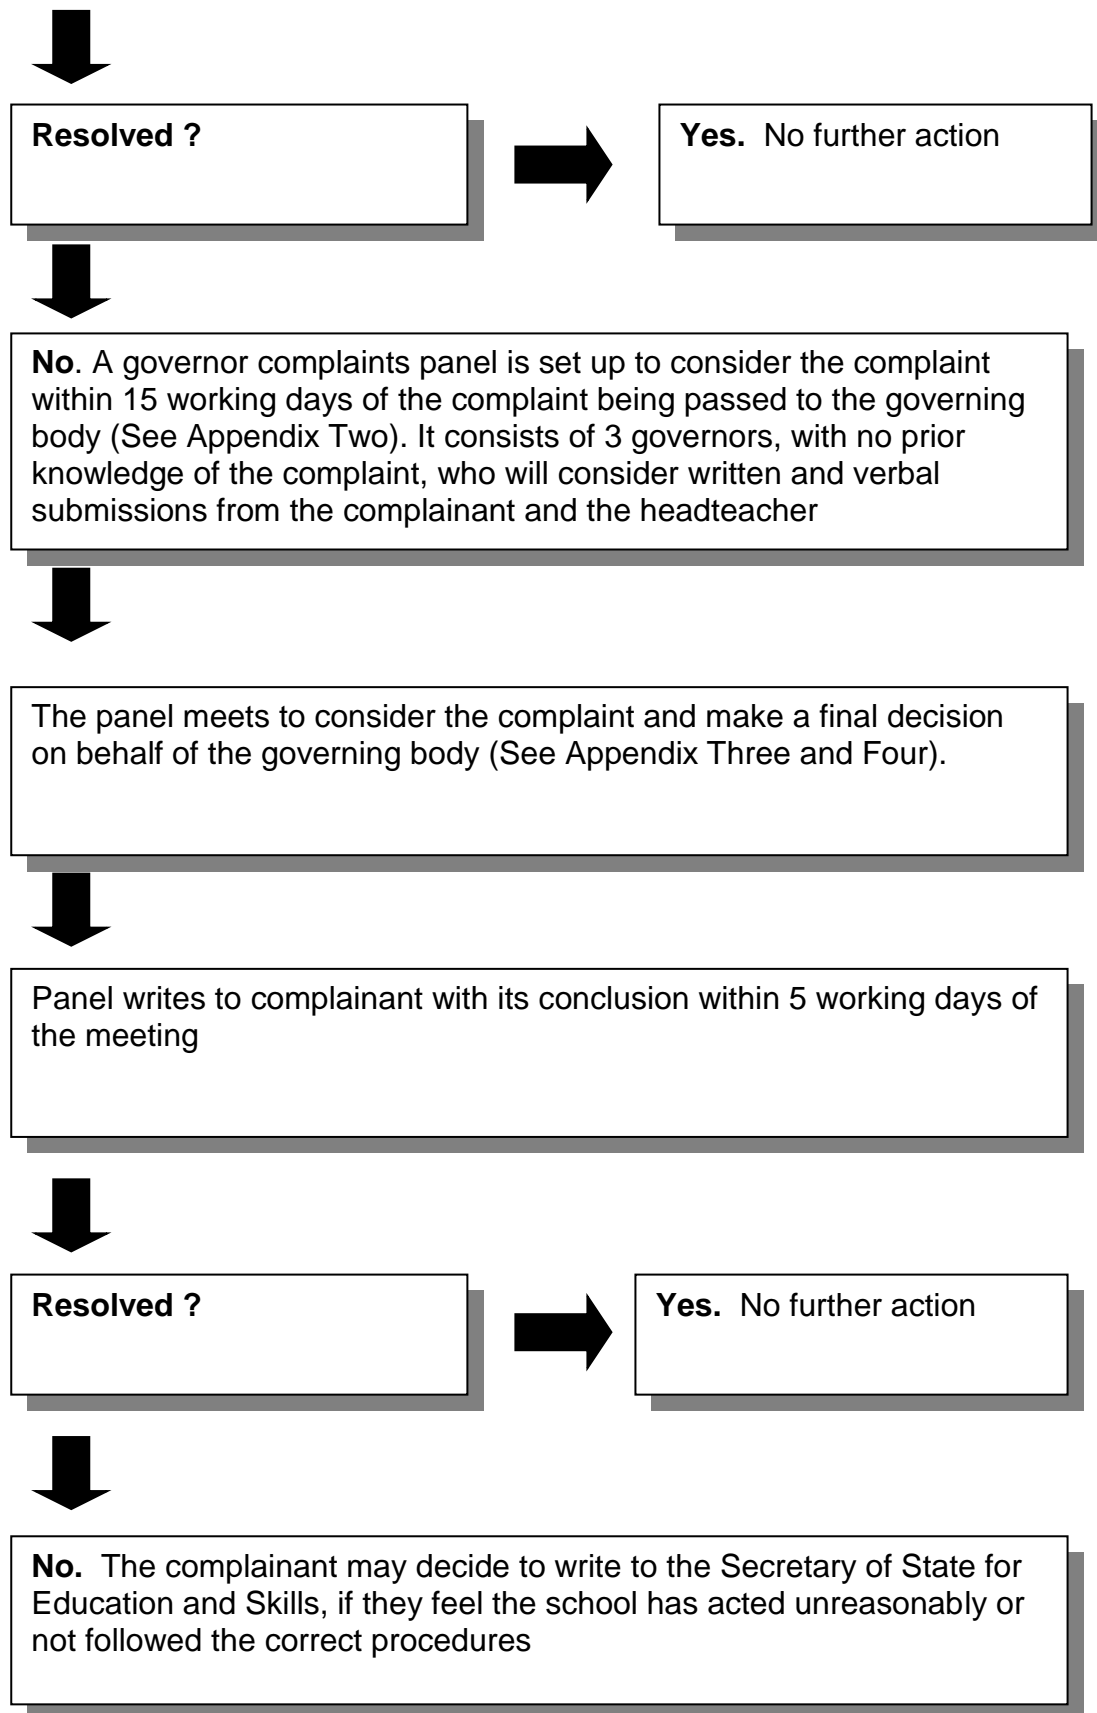 Resolved ?
Yes. No further action
No. A governor complaints panel is set up to consider the complaint
within 15 working days of the complaint being passed to the governing
body (See Appendix Two). It consists of 3 governors, with no prior
knowledge of the complaint, who will consider written and verbal
submissions from the complainant and the headteacher
The panel meets to consider the complaint and make a final decision
on behalf of the governing body (See Appendix Three and Four).
Panel writes to complainant with its conclusion within 5 working days of
the meeting
Resolved ?
Yes. No further action
No. The complainant may decide to write to the Secretary of State for
Education and Skills, if they feel the school has acted unreasonably or
not followed the correct procedures